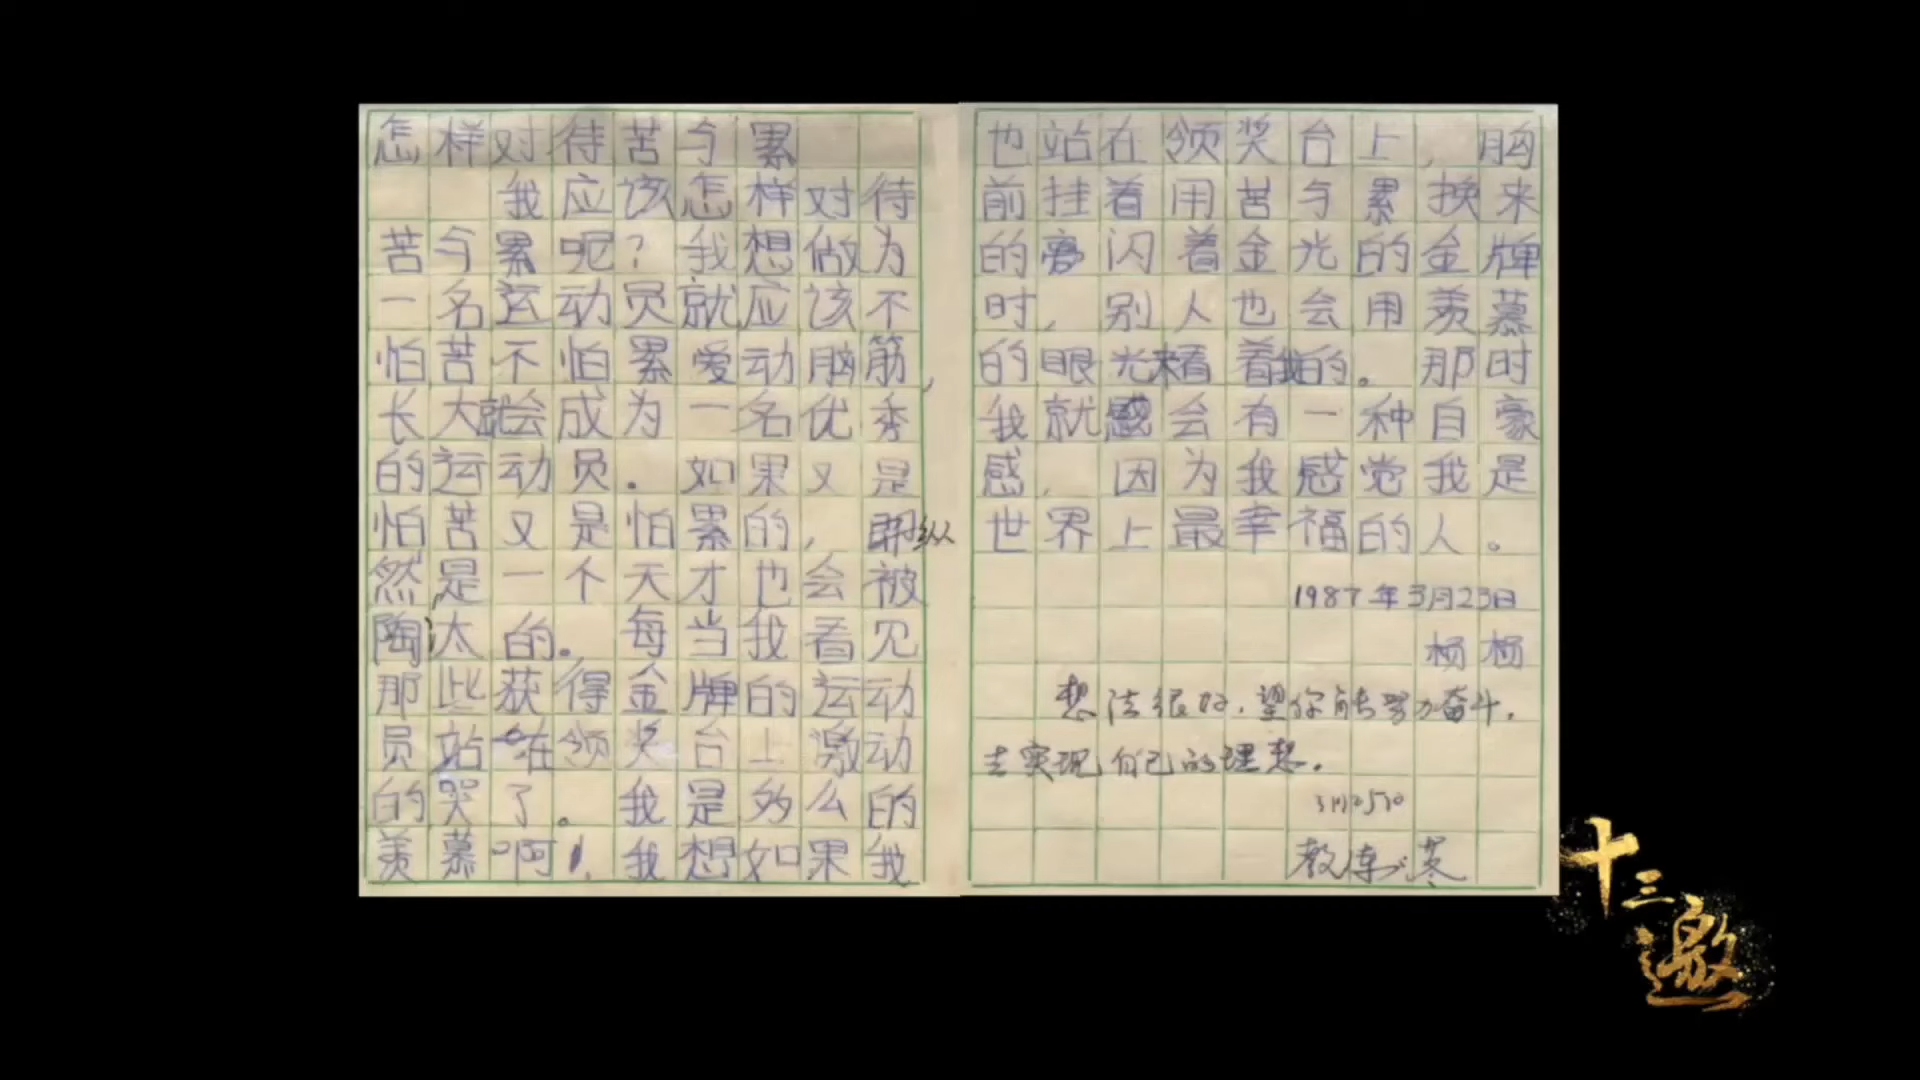 怎样对待苦与累
我应该怎样对待
苦与累呢？我想做为
一名运动员就应该不
怕苦不怕累爱动脑筋，
长大就会成为一名优秀
的运动员．如果又是
怕苦又是怕累的，纵
然是一个天才也会被
陶汰的。每当我看见
那些获得金牌的运动
员站在领奖台上激动
的哭了。我是多么的
羡慕啊！我想如果我
也站在领奖台上，胸
前挂着用苦与累换来
的闪着金光的金牌
时，别人也会用羡慕
的眼光来看着我的。那时
我就会有一种自豪
感，因为我感觉我是
世界上最幸福的人。
1987年3月23日
杨杨
想法很好．望你能努力奋斗．
去实现自己的理想．
3月25日
教练
十三邀